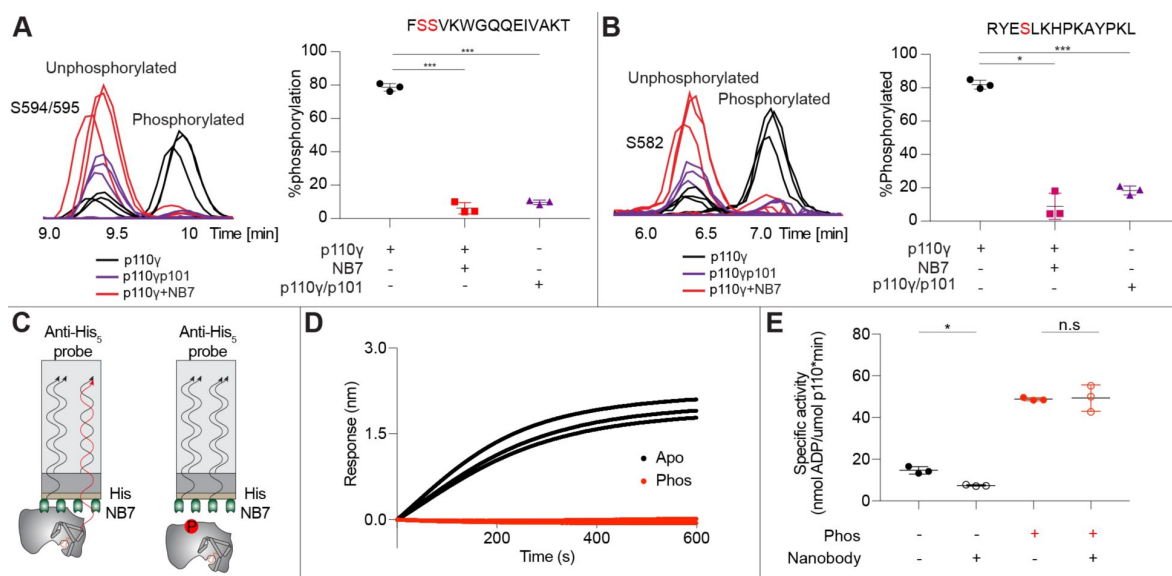 A
FSSVKWGQQEIVAKT
Unphosphorylated
S594/595
Phosphorylated
9.0 9.5 10 Time [min]
p110γ
p110γp101
p110γ+NB7
%phosphorylation
100
80
60
40
20
0
***
***
p110γ + + -
NB7 - + -
p110γ/p101 - - +
B
RYESLKHPKAYPKL
Unphosphorylated
Phosphorylated
S582
6.0 6.5 7.0 Time [min]
p110γ
p110γp101
p110γ+NB7
%Phosphorylated
100
80
60
40
20
0
***
*
p110γ + + -
NB7 - + -
p110γ/p101 - - +
C
Anti-His5
probe
Anti-His5
probe
His
NB7
His
NB7
P
D
Response (nm)
3.0
1.5
0.0
200 400 600
Time (s)
Apo
Phos
E
Specific activity
(nmol ADP/umol p110*min)
80
60
40
20
0
*
n.s
Phos - - + +
Nanobody - + - +